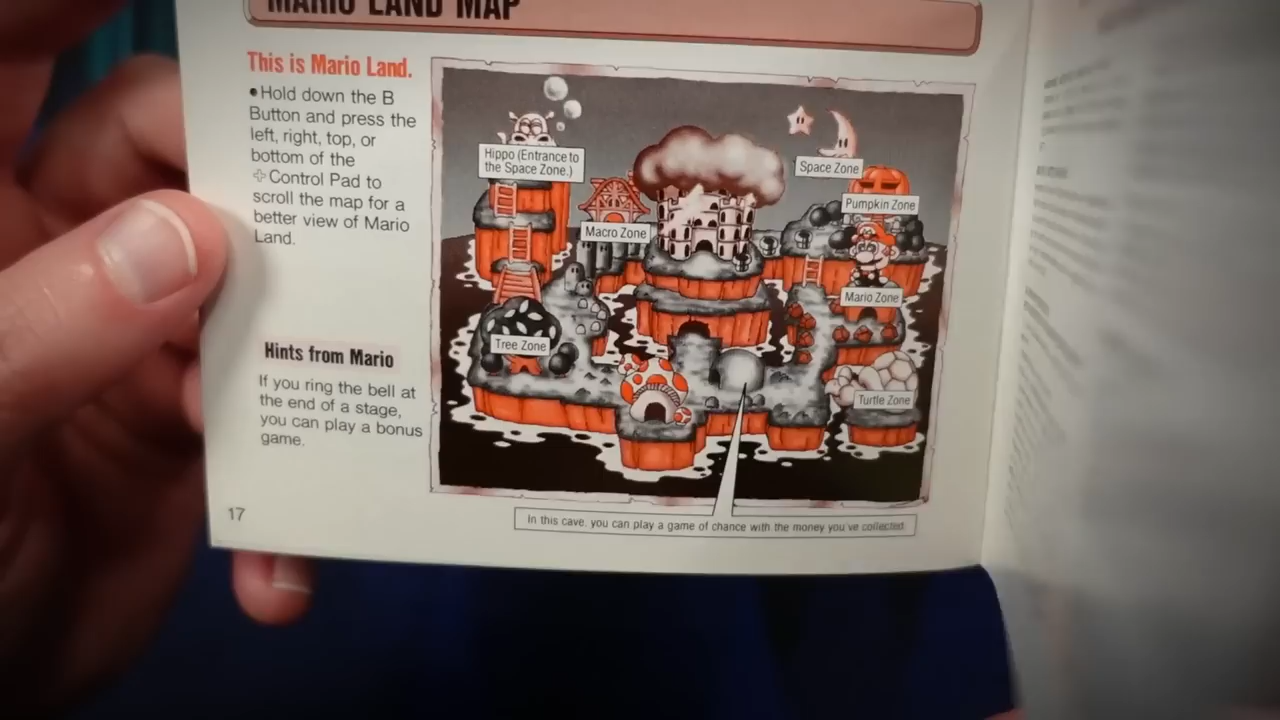 MARIO LAND MAP
This is Mario Land.
•Hold down the B
Button and press the
left, right, top, or
bottom of the
✛Control Pad to
scroll the map for a
better view of Mario
Land.
Hints from Mario
If you ring the bell at
the end of a stage,
you can play a bonus
game.
17
Hippo (Entrance to
the Space Zone.)
Macro Zone
Space Zone
Pumpkin Zone
Mario Zone
Tree Zone
Turtle Zone
In this cave, you can play a game of chance with the money you've collected.